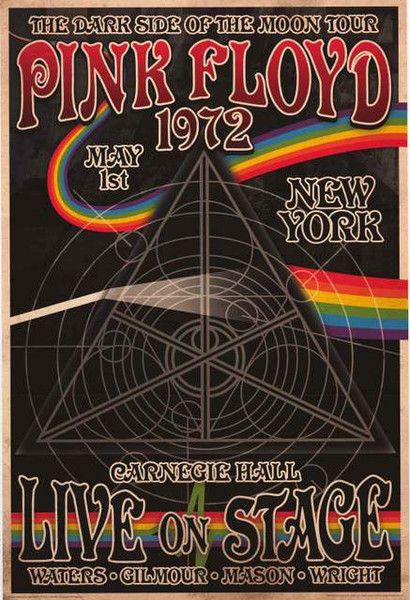 THE DARK SIDE OF THE MOON TOUR
PINK FLOYD
1972
MAY
1st
NEW
YORK
CARNEGIE HALL
LIVE ON STAGE
WATERS · GILMOUR · MASON · WRIGHT